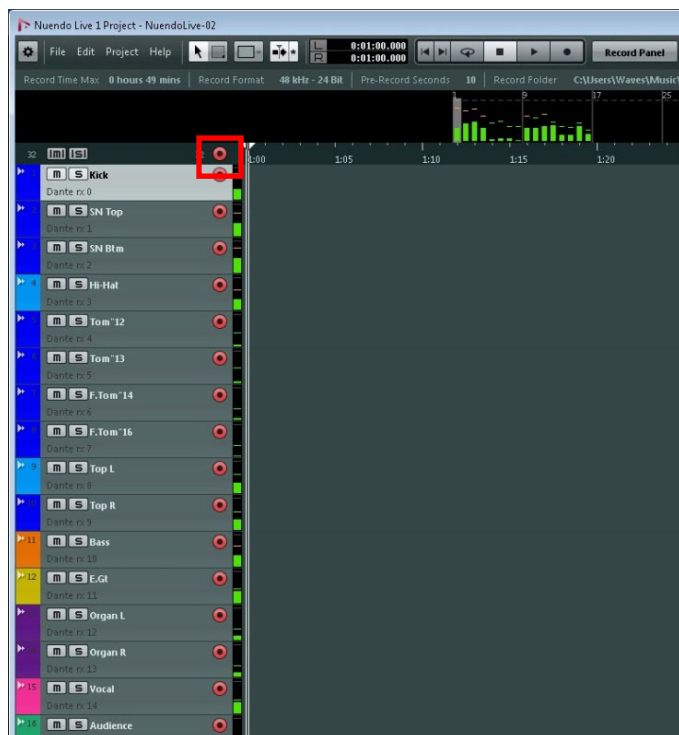 Nuendo Live 1 Project - NuendoLive-02
File Edit Project Help L 0:01:00.000 Record Panel
R 0:01:00.000
Record Time Max 0 hours 49 mins Record Format 48 kHz - 24 Bit Pre-Record Seconds 10 Record Folder C:\Users\Waves\Music\
1 9 17 25
32 m s
1:00 1:05 1:10 1:15 1:20
m S Kick
Dante rx 0
m S SN Top
Dante rx 1
m S SN Btm
Dante rx 2
4 m S Hi-Hat
Dante rx 3
m S Tom"12
Dante rx 4
m S Tom"13
Dante rx 5
m S F.Tom"14
Dante rx 6
m S F.Tom"16
Dante rx 7
9 m S Top L
Dante rx 8
m S Top R
Dante rx 9
11 m S Bass
Dante rx 10
12 m S E.Gt
Dante rx 11
m S Organ L
Dante rx 12
m S Organ R
Dante rx 13
15 m S Vocal
Dante rx 14
16 m S Audience